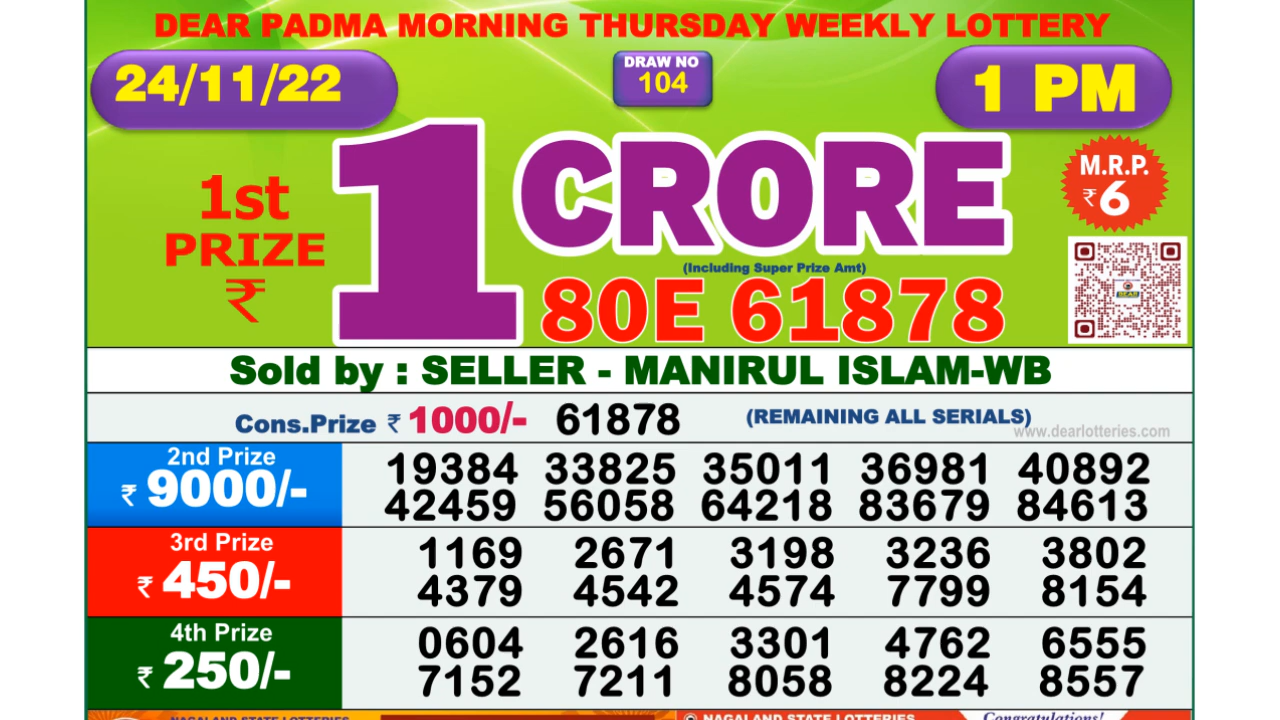 DEAR PADMA MORNING THURSDAY WEEKLY LOTTERY
24/11/22
DRAW NO
104
1 PM
1st
PRIZE
₹
1 CRORE
M.R.P.
₹6
(Including Super Prize Amt)
80E 61878
Sold by : SELLER - MANIRUL ISLAM-WB
Cons.Prize ₹ 1000/- 61878 (REMAINING ALL SERIALS)
www.dearlotteries.com
2nd Prize
₹ 9000/-
19384 33825 35011 36981 40892
42459 56058 64218 83679 84613
3rd Prize
₹ 450/-
1169 2671 3198 3236 3802
4379 4542 4574 7799 8154
4th Prize
₹ 250/-
0604 2616 3301 4762 6555
7152 7211 8058 8224 8557
NAGALAND STATE LOTTERIES
NAGALAND STATE LOTTERIES
Congratulations!